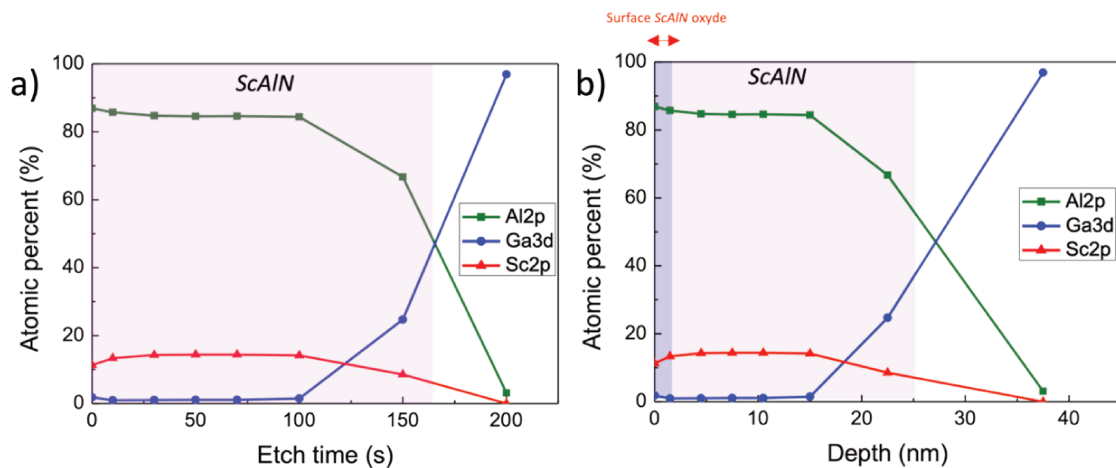 Surface ScAlN oxyde
a)
ScAlN
100
80
60
40
20
0
Atomic percent (%)
Al2p
Ga3d
Sc2p
0 50 100 150 200
Etch time (s)
b)
ScAlN
100
80
60
40
20
0
Atomic percent (%)
Al2p
Ga3d
Sc2p
0 10 20 30 40
Depth (nm)